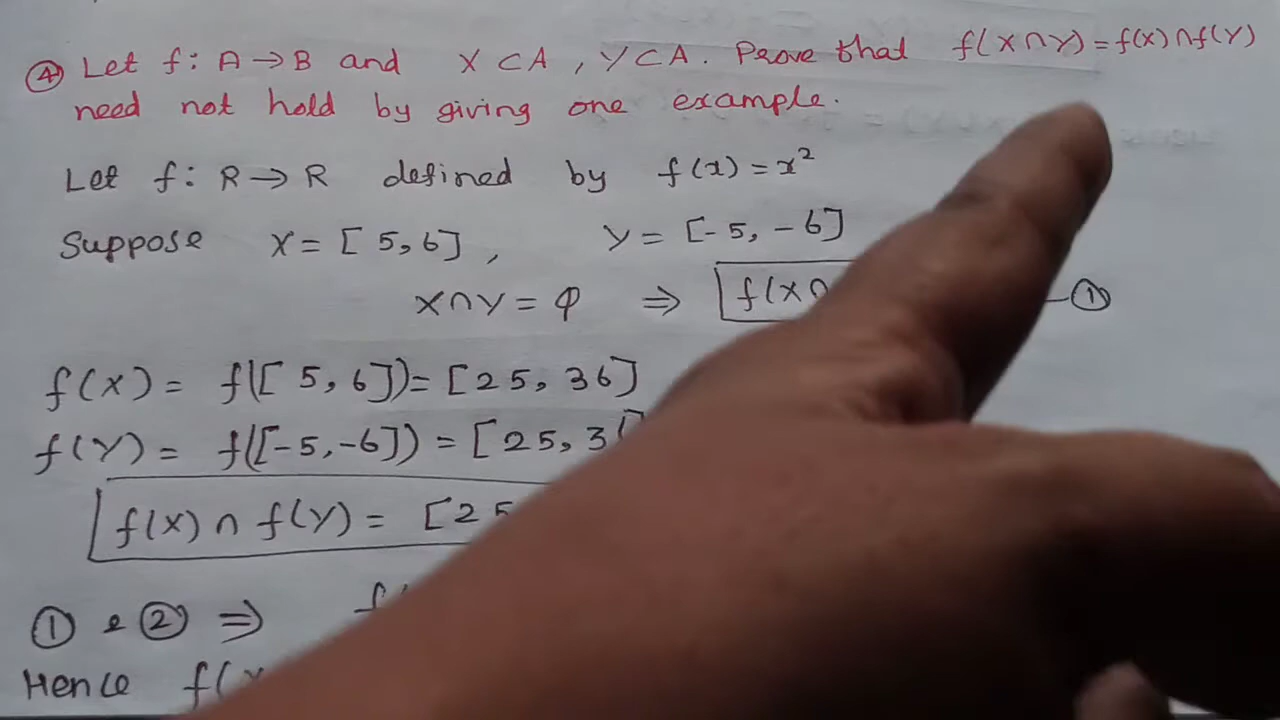 ④ Let f: A → B and X ⊂ A , Y ⊂ A. Prove that f(X∩Y) = f(X)∩f(Y)
need not hold by giving one example.
Let f: R → R defined by f(x) = x²
Suppose X = [ 5, 6] , Y = [- 5, - 6]
X∩Y = φ ⇒ f(X∩ — ①
f(X) = f([ 5, 6]) = [25, 36]
f(Y) = f([-5, -6]) = [25, 3
f(X) ∩ f(Y) = [25
① & ② ⇒ f(
Hence f(X